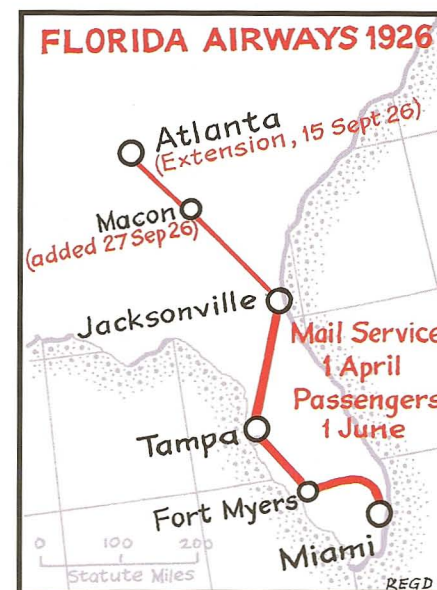 FLORIDA AIRWAYS 1926
Atlanta
(Extension, 15 Sept 26)
Macon
(added 27 Sep 26)
Jacksonville
Mail Service
1 April
Passengers
1 June
Tampa
Fort Myers
Miami
0 100 200
Statute Miles
REGD